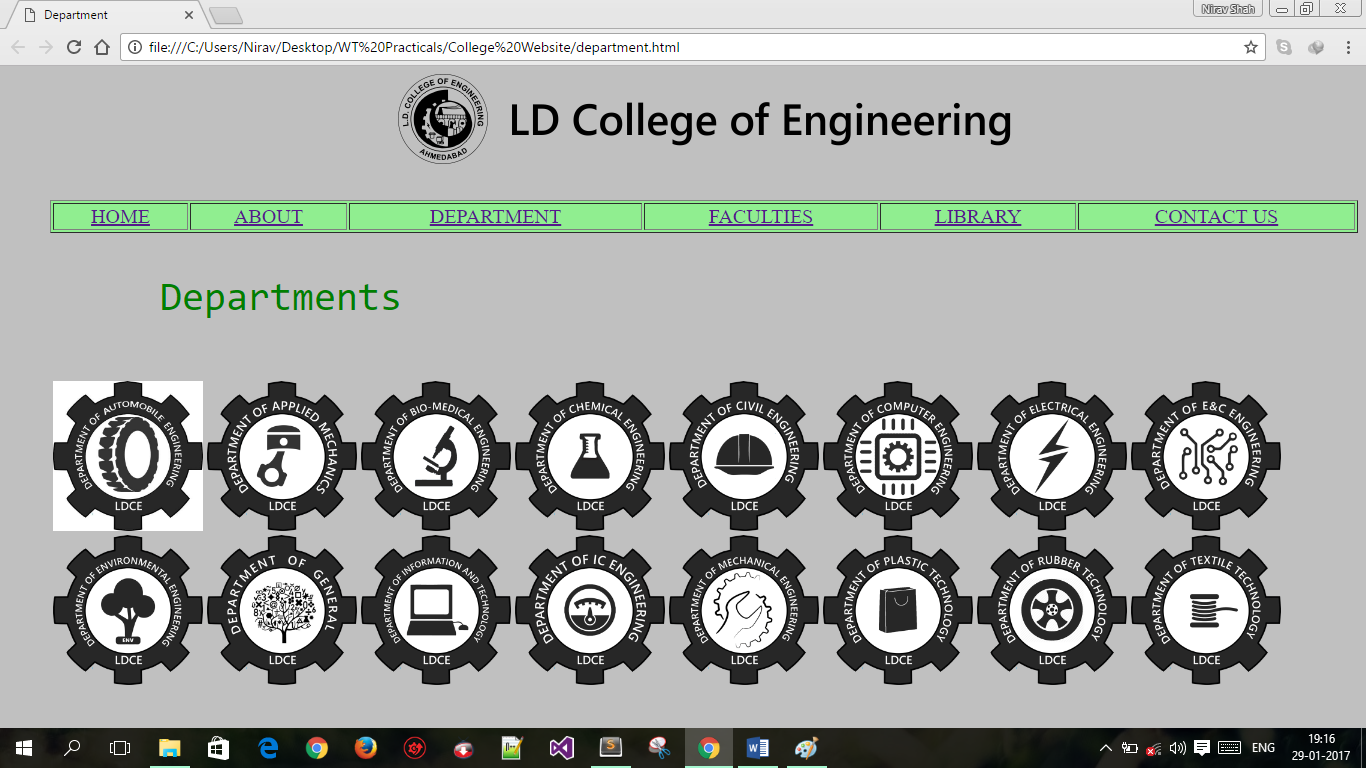 Department
Nirav Shah
file:///C:/Users/Nirav/Desktop/WT%20Practicals/College%20Website/department.html
L.D. COLLEGE OF ENGINEERING
AHMEDABAD
LD College of Engineering
HOME ABOUT DEPARTMENT FACULTIES LIBRARY CONTACT US
Departments
DEPARTMENT OF AUTOMOBILE ENGINEERING
LDCE
DEPARTMENT OF APPLIED MECHANICS
LDCE
DEPARTMENT OF BIO-MEDICAL ENGINEERING
LDCE
DEPARTMENT OF CHEMICAL ENGINEERING
LDCE
DEPARTMENT OF CIVIL ENGINEERING
LDCE
DEPARTMENT OF COMPUTER ENGINEERING
LDCE
DEPARTMENT OF ELECTRICAL ENGINEERING
LDCE
DEPARTMENT OF E&C ENGINEERING
LDCE
DEPARTMENT OF ENVIRONMENTAL ENGINEERING
ENV
LDCE
DEPARTMENT OF GENERAL
LDCE
DEPARTMENT OF INFORMATION AND TECHNOLOGY
LDCE
DEPARTMENT OF IC ENGINEERING
LDCE
DEPARTMENT OF MECHANICAL ENGINEERING
LDCE
DEPARTMENT OF PLASTIC TECHNOLOGY
LDCE
DEPARTMENT OF RUBBER TECHNOLOGY
LDCE
DEPARTMENT OF TEXTILE TECHNOLOGY
LDCE
ENG
19:16
29-01-2017